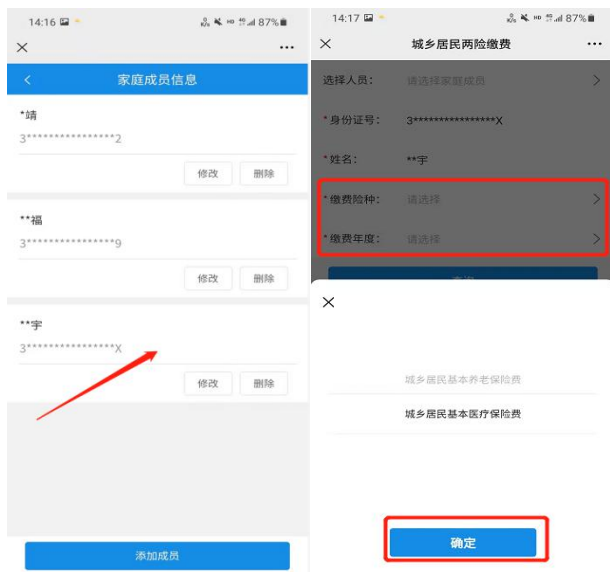 14:16
HD 87%
家庭成员信息
*靖
3****************2
修改 删除
**福
3****************9
修改 删除
**宇
3****************X
修改 删除
添加成员
14:17
HD 87%
城乡居民两险缴费
选择人员： 请选择家庭成员
*身份证号： 3****************X
*姓名： **宇
*缴费险种： 请选择
*缴费年度： 请选择
城乡居民基本养老保险费
城乡居民基本医疗保险费
确定